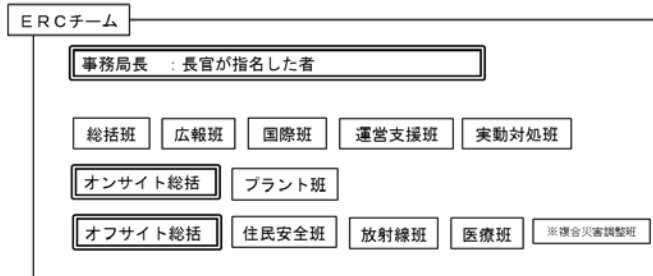 ERCチーム
事務局長　：長官が指名した者
総括班　広報班　国際班　運営支援班　実動対処班
オンサイト総括　プラント班
オフサイト総括　住民安全班　放射線班　医療班　※複合災害調整班